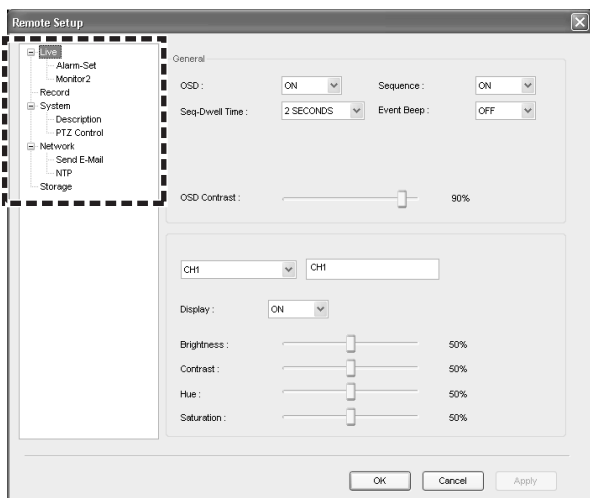 Remote Setup
Live
Alarm-Set
Monitor2
Record
System
Description
PTZ Control
Network
Send E-Mail
NTP
Storage
General
OSD : ON Sequence : ON
Seq-Dwell Time : 2 SECONDS Event Beep : OFF
OSD Contrast : 90%
CH1 CH1
Display : ON
Brightness : 50%
Contrast : 50%
Hue : 50%
Saturation : 50%
OK Cancel Apply